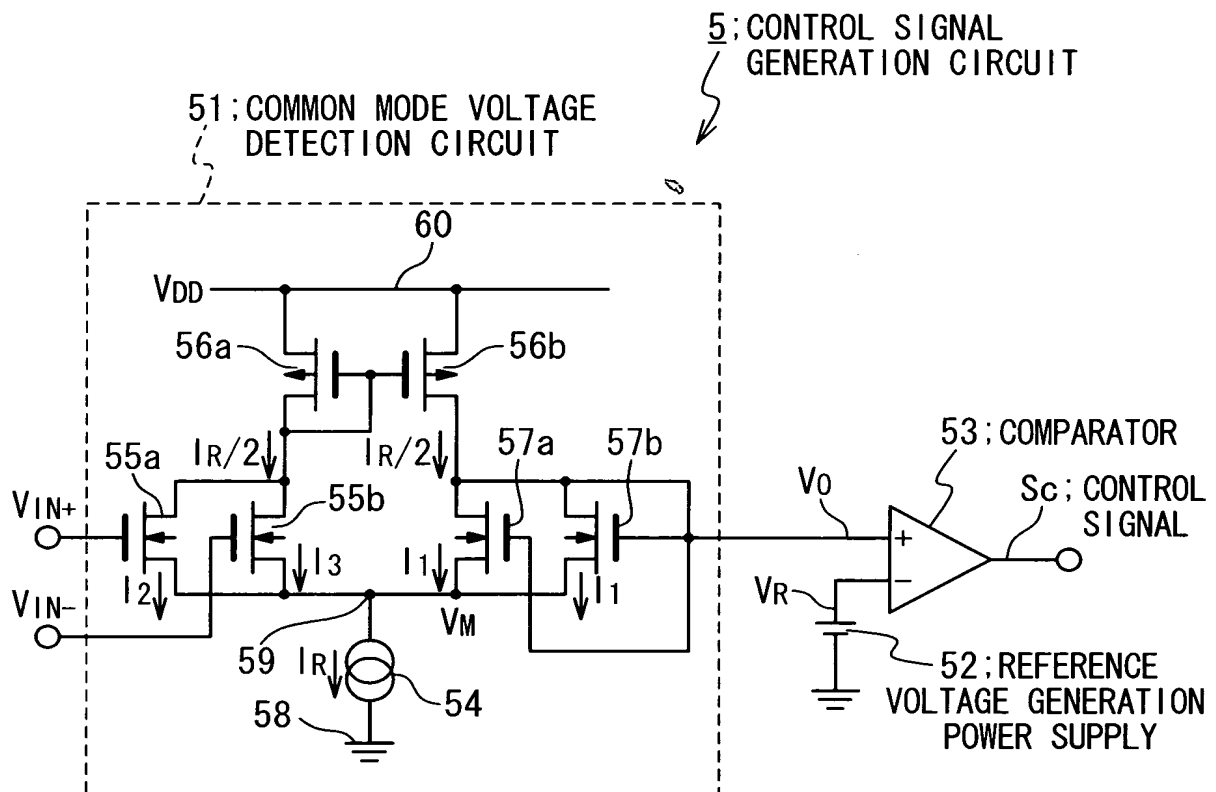 5;CONTROL SIGNAL
GENERATION CIRCUIT
51;COMMON MODE VOLTAGE
DETECTION CIRCUIT
60
VDD
56a
56b
IR/2
IR/2
57a
57b
53;COMPARATOR
55a
55b
VIN+
VO
Sc;CONTROL
SIGNAL
+
−
I2
I3
I1
I1
VR
VIN-
VM
59
IR
54
52;REFERENCE
VOLTAGE GENERATION
POWER SUPPLY
58